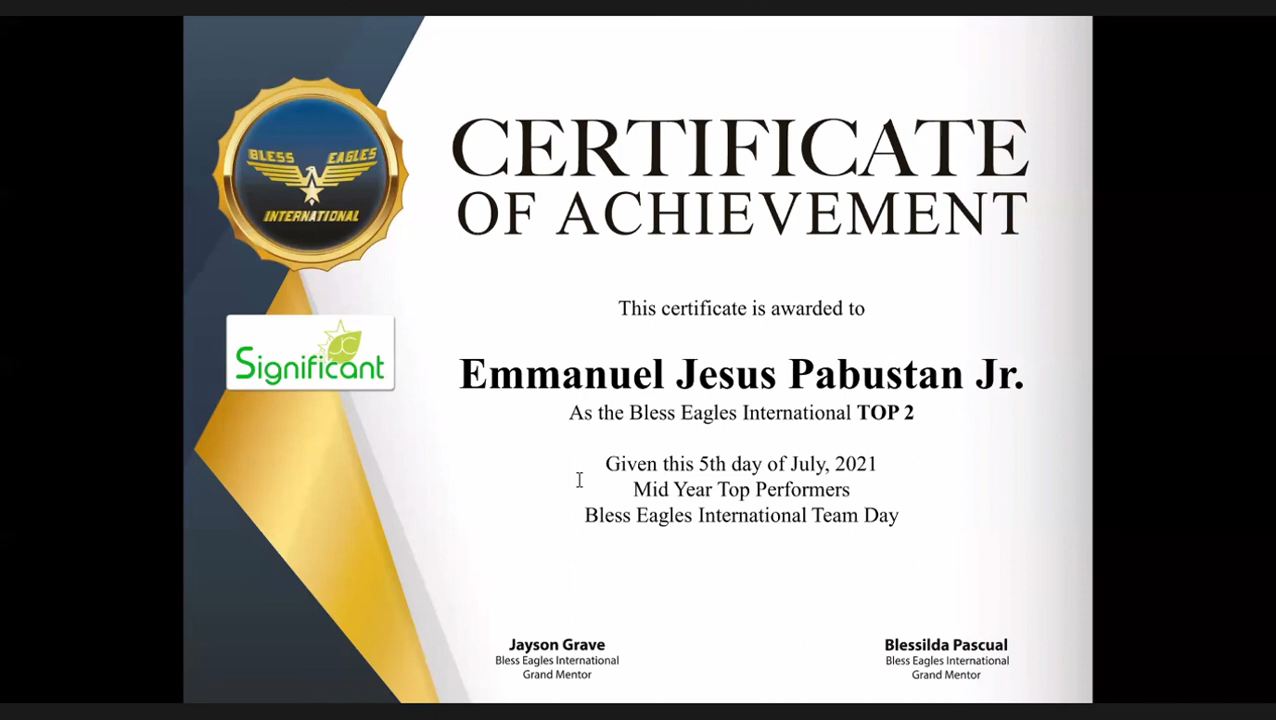 BLESS EAGLES
INTERNATIONAL
JC
Significant
CERTIFICATE
OF ACHIEVEMENT
This certificate is awarded to
Emmanuel Jesus Pabustan Jr.
As the Bless Eagles International TOP 2
Given this 5th day of July, 2021
Mid Year Top Performers
Bless Eagles International Team Day
Jayson Grave
Bless Eagles International
Grand Mentor
Blessilda Pascual
Bless Eagles International
Grand Mentor